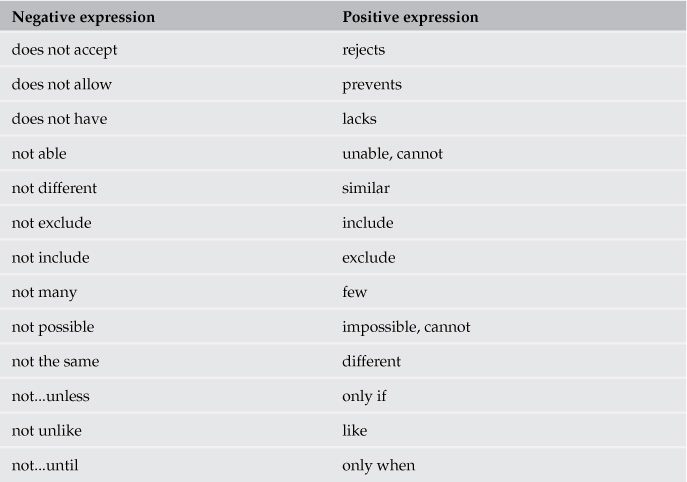 Negative expression Positive expression
does not accept rejects
does not allow prevents
does not have lacks
not able unable, cannot
not different similar
not exclude include
not include exclude
not many few
not possible impossible, cannot
not the same different
not...unless only if
not unlike like
not...until only when